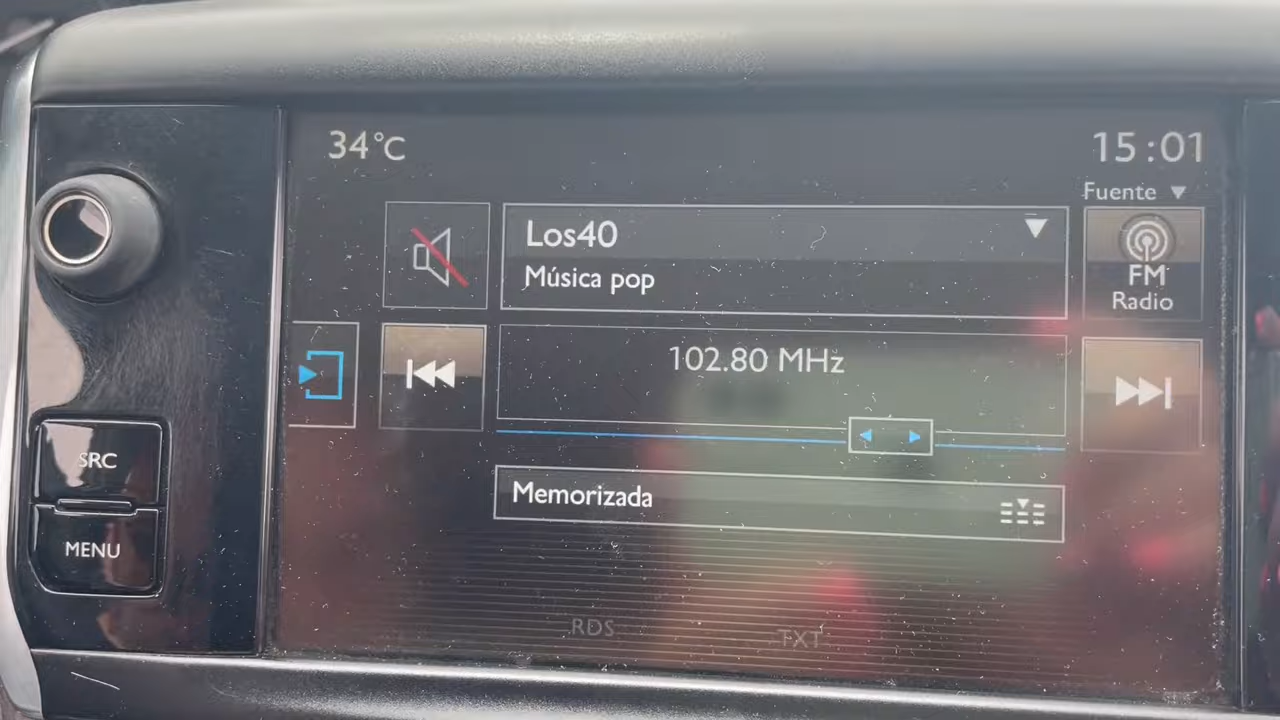 34°C
15:01
Fuente
Los40
Música pop
FM
Radio
102.80 MHz
SRC
Memorizada
MENU
RDS
TXT